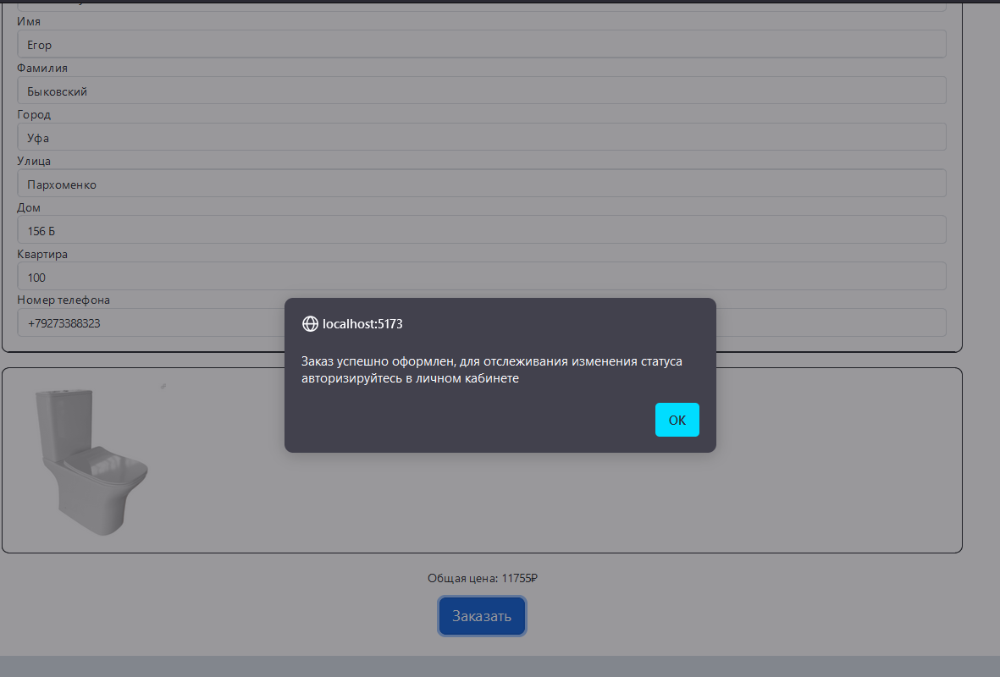 Имя
Егор
Фамилия
Быковский
Город
Уфа
Улица
Пархоменко
Дом
156 Б
Квартира
100
Номер телефона
+79273388323
localhost:5173
Заказ успешно оформлен, для отслеживания изменения статуса
авторизируйтесь в личном кабинете
OK
Общая цена: 11755₽
Заказать